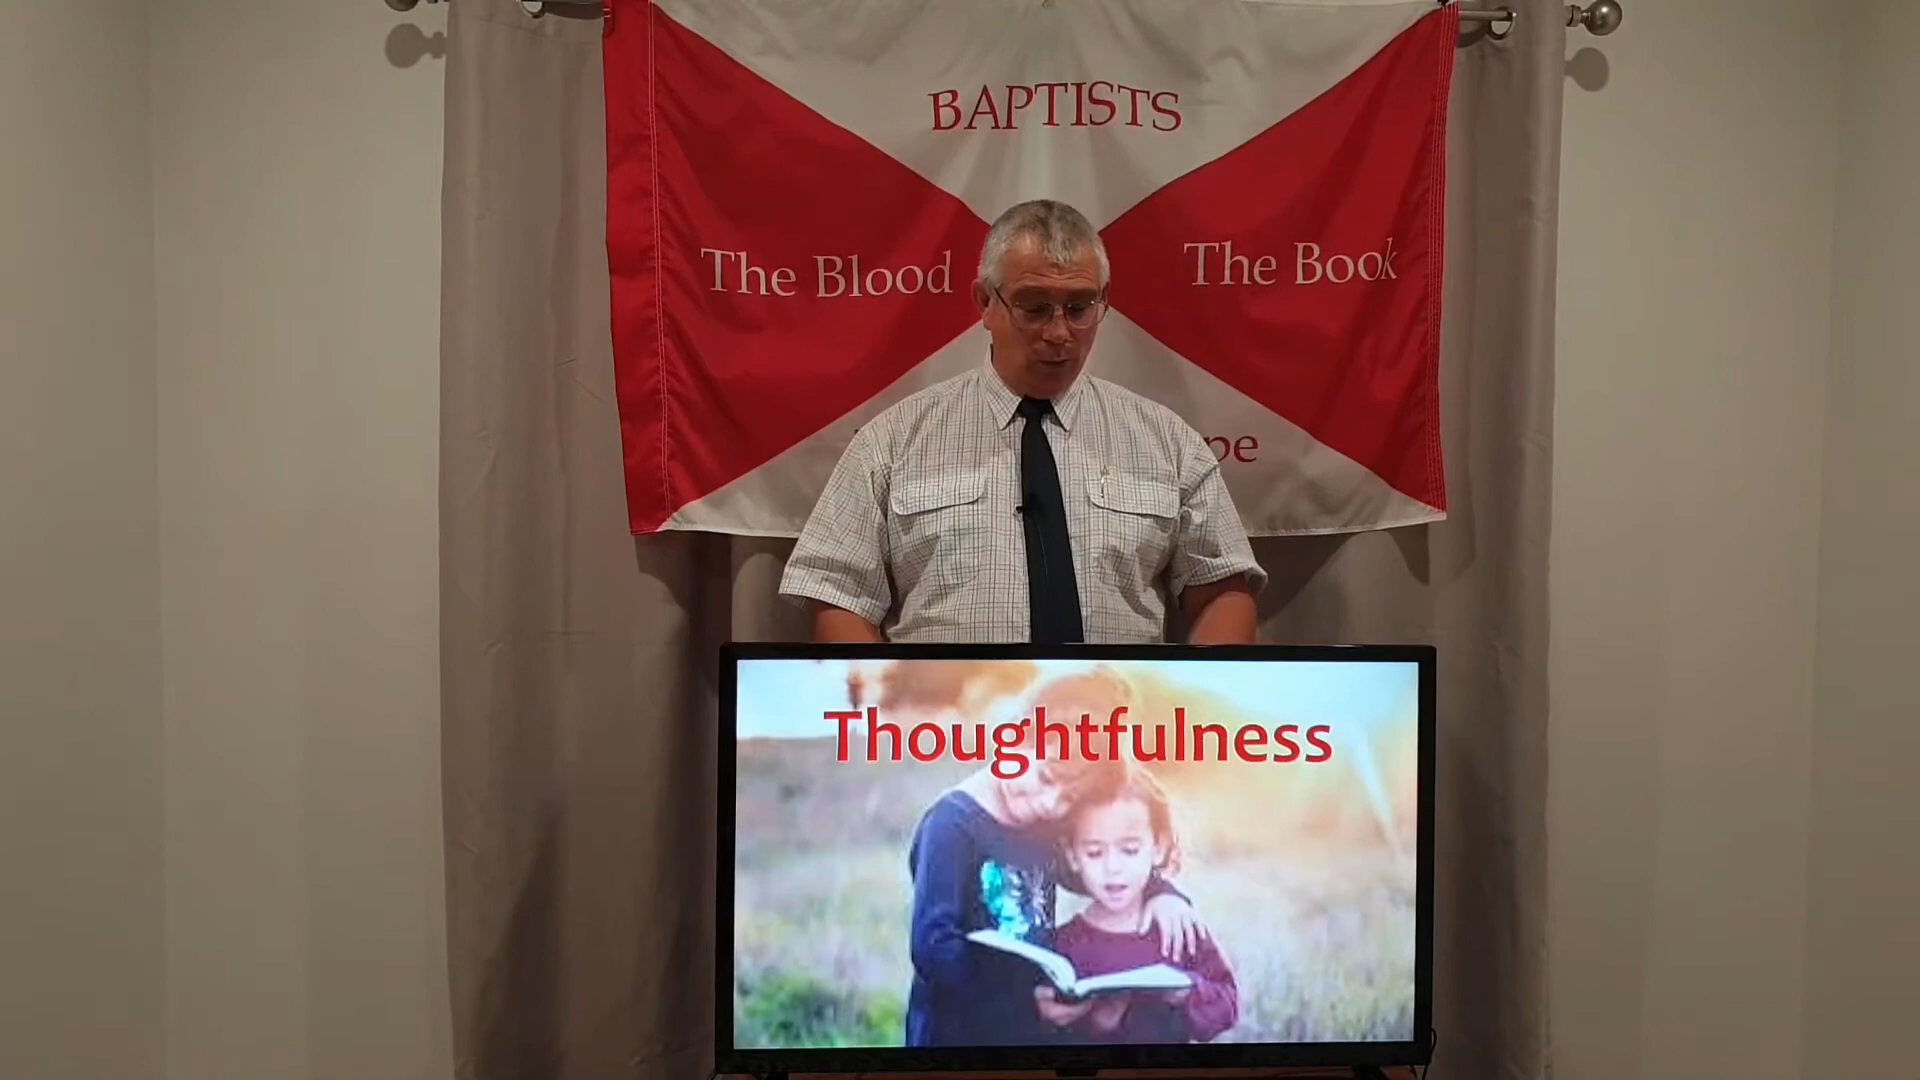 BAPTISTS
The Blood
The Book
Thoughtfulness